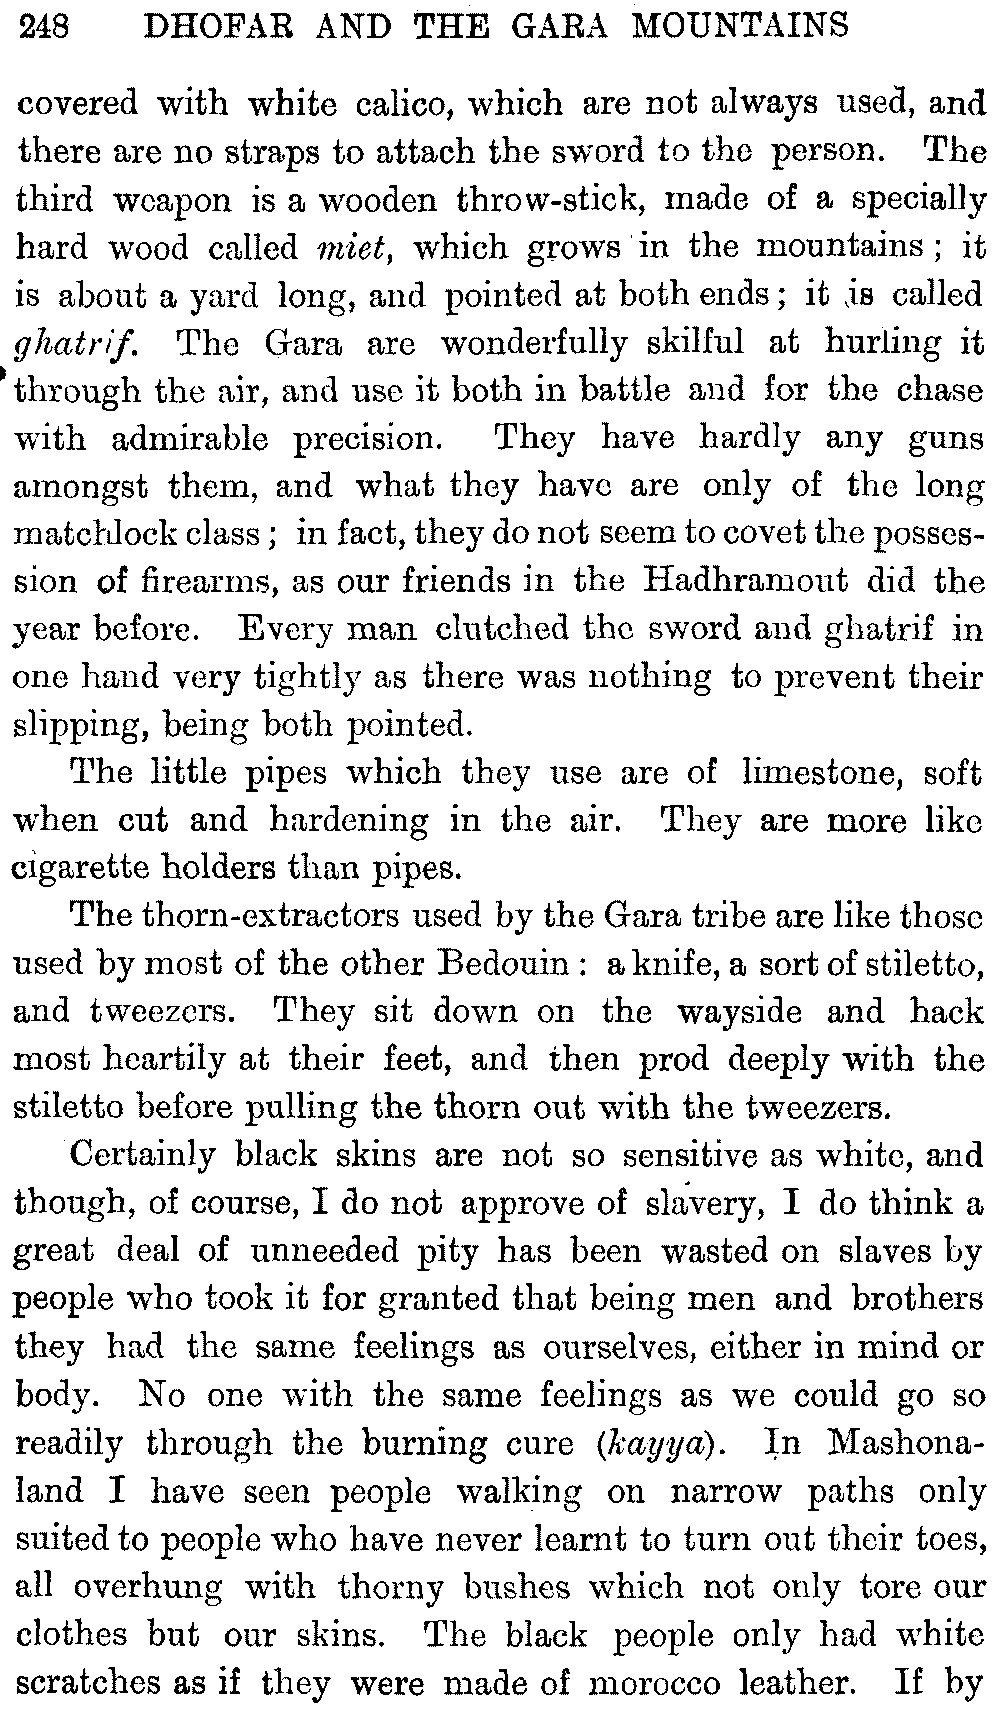 248 DHOFAR AND THE GARA MOUNTAINS
covered with white calico, which are not always used, and
there are no straps to attach the sword to the person. The
third weapon is a wooden throw-stick, made of a specially
hard wood called miet, which grows in the mountains; it
is about a yard long, and pointed at both ends; it is called
ghatrif. The Gara are wonderfully skilful at hurling it
through the air, and use it both in battle and for the chase
with admirable precision. They have hardly any guns
amongst them, and what they have are only of the long
matchlock class; in fact, they do not seem to covet the posses-
sion of firearms, as our friends in the Hadhramout did the
year before. Every man clutched the sword and ghatrif in
one hand very tightly as there was nothing to prevent their
slipping, being both pointed.
The little pipes which they use are of limestone, soft
when cut and hardening in the air. They are more like
cigarette holders than pipes.
The thorn-extractors used by the Gara tribe are like those
used by most of the other Bedouin: a knife, a sort of stiletto,
and tweezers. They sit down on the wayside and hack
most heartily at their feet, and then prod deeply with the
stiletto before pulling the thorn out with the tweezers.
Certainly black skins are not so sensitive as white, and
though, of course, I do not approve of slavery, I do think a
great deal of unneeded pity has been wasted on slaves by
people who took it for granted that being men and brothers
they had the same feelings as ourselves, either in mind or
body. No one with the same feelings as we could go so
readily through the burning cure (kayya). In Mashona-
land I have seen people walking on narrow paths only
suited to people who have never learnt to turn out their toes,
all overhung with thorny bushes which not only tore our
clothes but our skins. The black people only had white
scratches as if they were made of morocco leather. If by